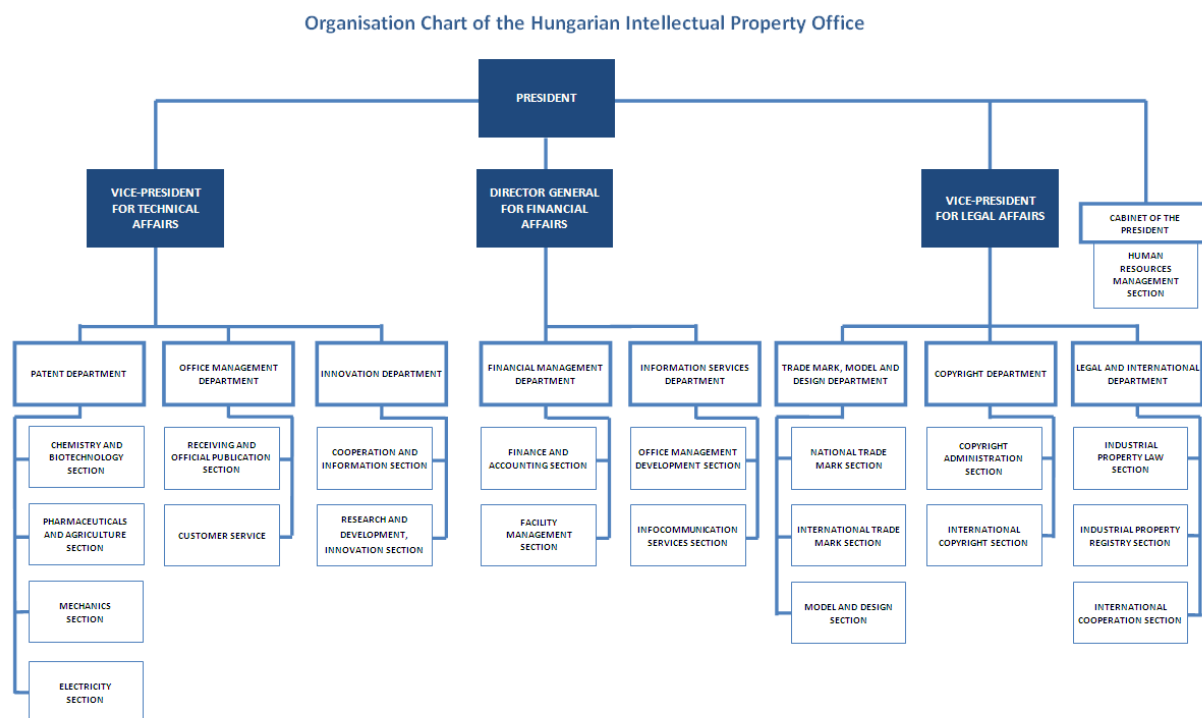 Organisation Chart of the Hungarian Intellectual Property Office
PRESIDENT
VICE-PRESIDENT
FOR TECHNICAL
AFFAIRS
DIRECTOR GENERAL
FOR FINANCIAL
AFFAIRS
VICE-PRESIDENT
FOR LEGAL AFFAIRS
CABINET OF THE
PRESIDENT
HUMAN
RESOURCES
MANAGEMENT
SECTION
PATENT DEPARTMENT
OFFICE MANAGEMENT
DEPARTMENT
INNOVATION DEPARTMENT
FINANCIAL MANAGEMENT
DEPARTMENT
INFORMATION SERVICES
DEPARTMENT
TRADE MARK, MODEL AND
DESIGN DEPARTMENT
COPYRIGHT DEPARTMENT
LEGAL AND INTERNATIONAL
DEPARTMENT
CHEMISTRY AND
BIOTECHNOLOGY
SECTION
RECEIVING AND
OFFICIAL PUBLICATION
SECTION
COOPERATION AND
INFORMATION SECTION
FINANCE AND
ACCOUNTING SECTION
OFFICE MANAGEMENT
DEVELOPMENT SECTION
NATIONAL TRADE
MARK SECTION
COPYRIGHT
ADMINISTRATION
SECTION
INDUSTRIAL
PROPERTY LAW
SECTION
PHARMACEUTICALS
AND AGRICULTURE
SECTION
CUSTOMER SERVICE
RESEARCH AND
DEVELOPMENT,
INNOVATION SECTION
FACILITY
MANAGEMENT
SECTION
INFOCOMMUNICATION
SERVICES SECTION
INTERNATIONAL TRADE
MARK SECTION
INTERNATIONAL
COPYRIGHT SECTION
INDUSTRIAL PROPERTY
REGISTRY SECTION
MECHANICS
SECTION
MODEL AND DESIGN
SECTION
INTERNATIONAL
COOPERATION SECTION
ELECTRICITY
SECTION